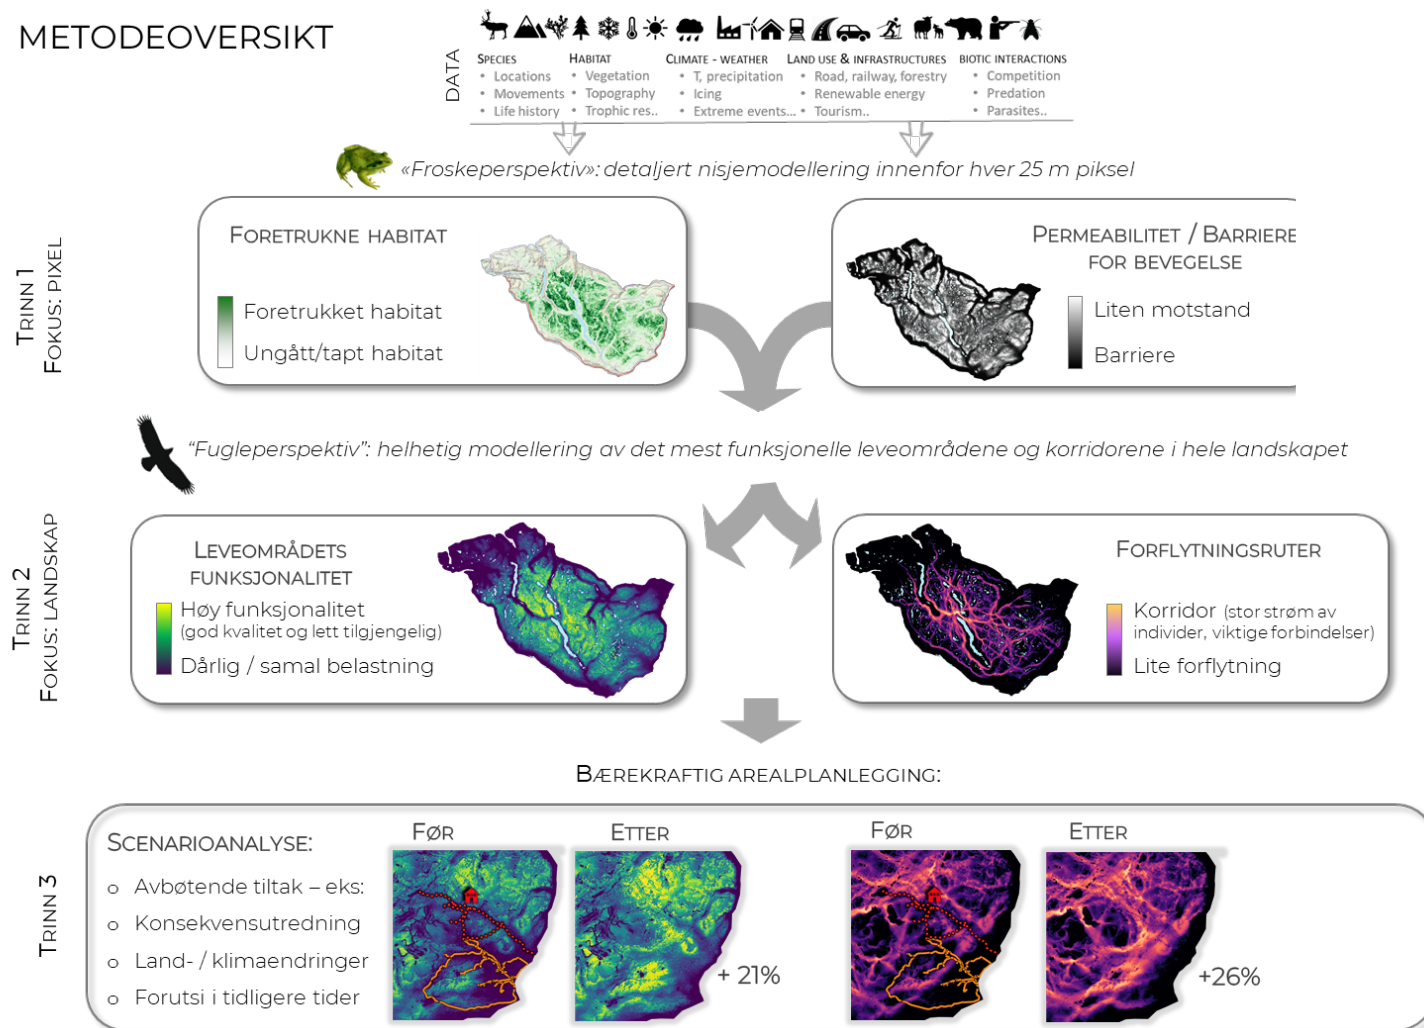 METODEOVERSIKT
DATA
SPECIES
• Locations
• Movements
• Life history
HABITAT
• Vegetation
• Topography
• Trophic res..
CLIMATE - WEATHER
• T, precipitation
• Icing
• Extreme events...
LAND USE & INFRASTRUCTURES
• Road, railway, forestry
• Renewable energy
• Tourism..
BIOTIC INTERACTIONS
• Competition
• Predation
• Parasites..
«Froskeperspektiv»: detaljert nisjemodellering innenfor hver 25 m piksel
TRINN 1
FOKUS: PIXEL
FORETRUKNE HABITAT
Foretrukket habitat
Ungått/tapt habitat
PERMEABILITET / BARRIERE
FOR BEVEGELSE
Liten motstand
Barriere
“Fugleperspektiv”: helhetig modellering av det mest funksjonelle leveområdene og korridorene i hele landskapet
TRINN 2
FOKUS: LANDSKAP
LEVEOMRÅDETS
FUNKSJONALITET
Høy funksjonalitet
(god kvalitet og lett tilgjengelig)
Dårlig / samal belastning
FORFLYTNINGSRUTER
Korridor (stor strøm av
individer, viktige forbindelser)
Lite forflytning
BÆREKRAFTIG AREALPLANLEGGING:
TRINN 3
SCENARIOANALYSE:
o Avbøtende tiltak – eks:
o Konsekvensutredning
o Land- / klimaendringer
o Forutsi i tidligere tider
FØR
ETTER
+ 21%
FØR
ETTER
+26%